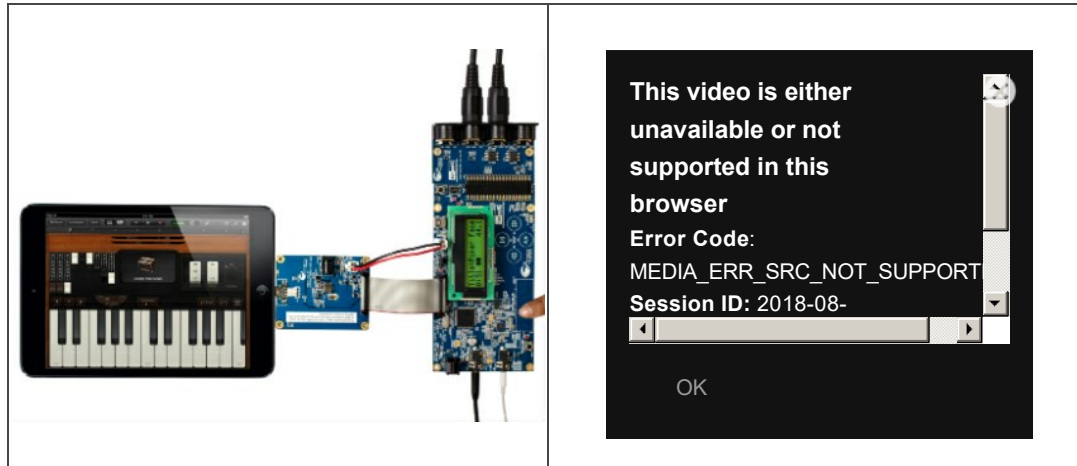 This video is either
unavailable or not
supported in this
browser
Error Code:
MEDIA_ERR_SRC_NOT_SUPPORT
Session ID: 2018-08-
OK